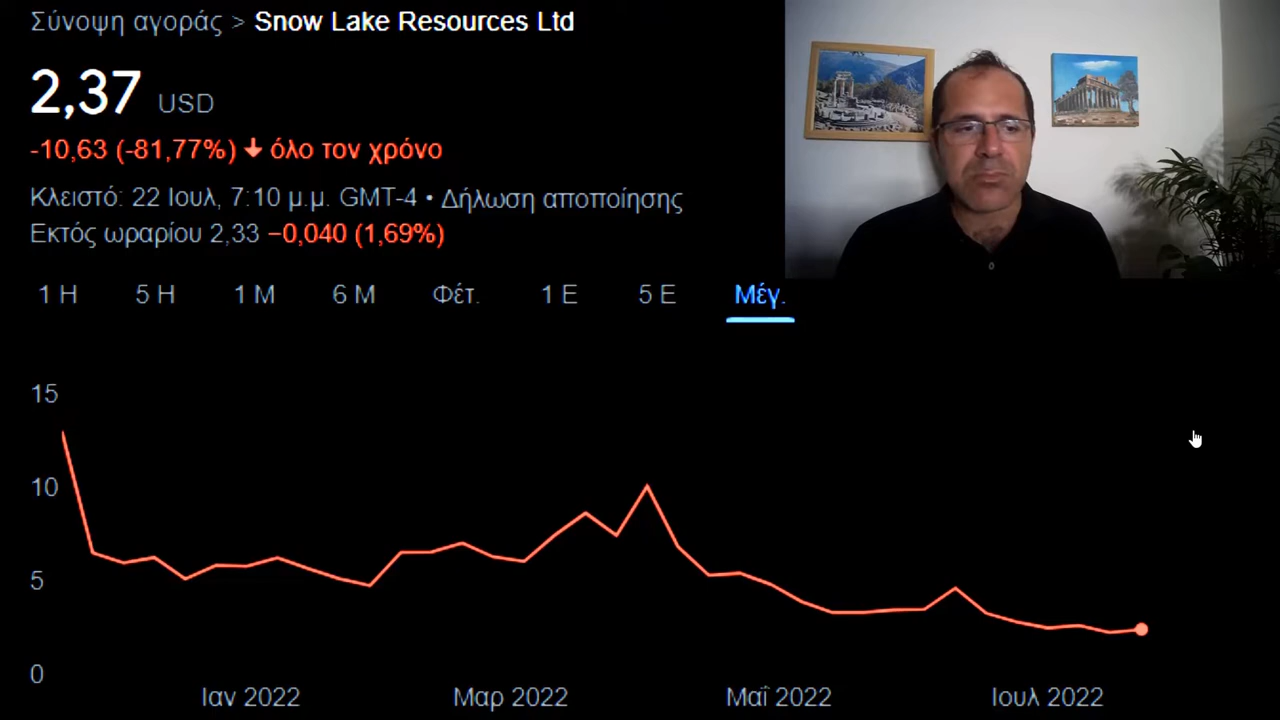 Σύνοψη αγοράς > Snow Lake Resources Ltd
2,37 USD
-10,63 (-81,77%) ↓ όλο τον χρόνο
Κλειστό: 22 Ιουλ, 7:10 μ.μ. GMT-4 • Δήλωση αποποίησης
Εκτός ωραρίου 2,33 −0,040 (1,69%)
1 Η 5 Η 1 Μ 6 Μ Φέτ. 1 Ε 5 Ε Μέγ.
15
10
5
0
Ιαν 2022 Μαρ 2022 Μαΐ 2022 Ιουλ 2022